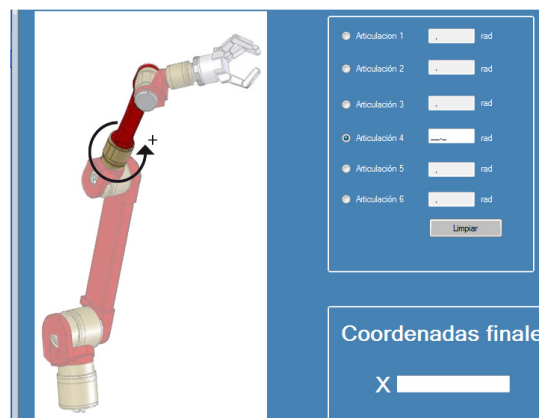 Articulacion 1 . rad
Articulación 2 . rad
Articulación 3 . rad
+
Articulación 4 __._ rad
Articulación 5 . rad
Articulación 6 . rad
Limpiar
Coordenadas finale
X